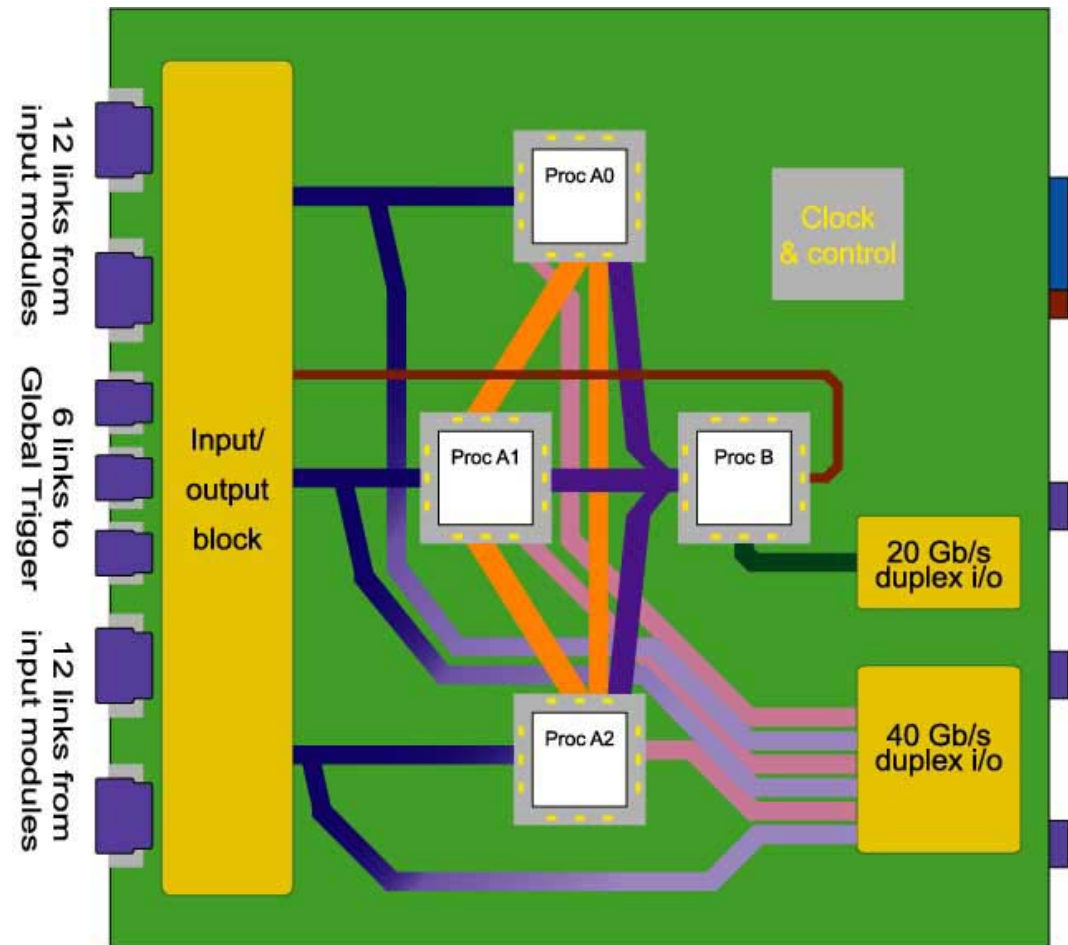 12 links from
input modules
6 links to
Global Trigger
12 links from
input modules
Input/
output
block
Proc A0
Clock
& control
Proc A1
Proc B
20 Gb/s
duplex i/o
Proc A2
40 Gb/s
duplex i/o